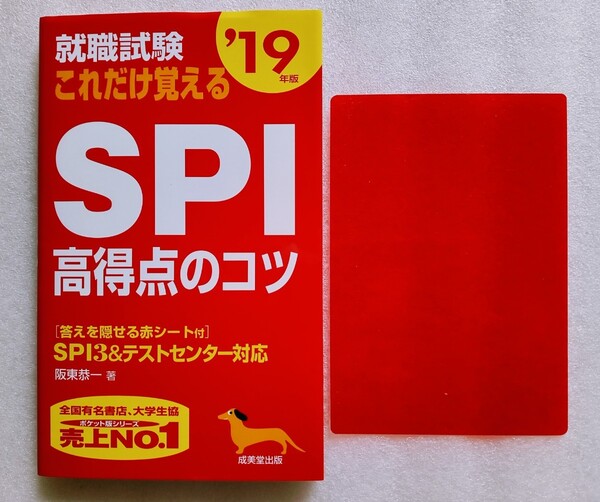 '19
年版
就職試験
これだけ覚える
SPI
高得点のコツ
[答えを隠せる赤シート付]
SPI3&テストセンター対応
阪東恭一 著
全国有名書店、大学生協
ポケット版シリーズ
売上NO.1
成美堂出版